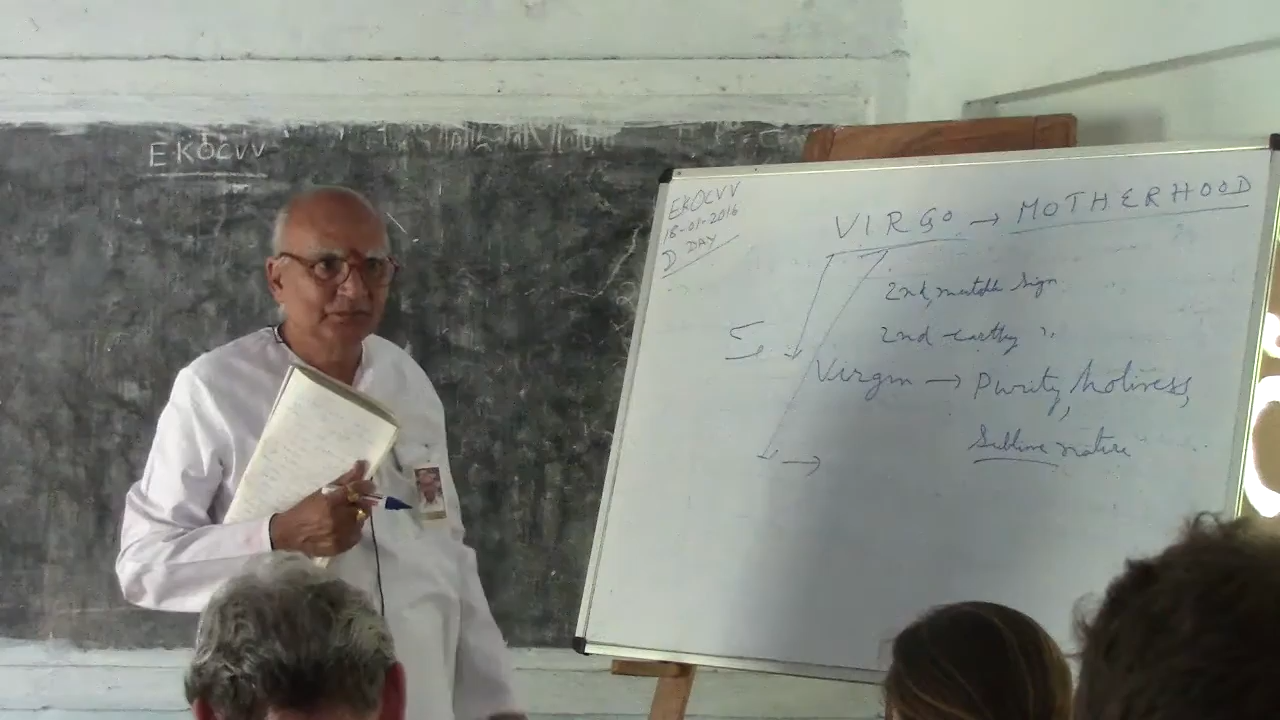 EKOCVV
EKOCVV
18-01-2016
D DAY
VIRGO → MOTHERHOOD
2nd, mutable Sign
2nd earthy "
5
Virgin → Purity, holiness,
Sublime nature
→